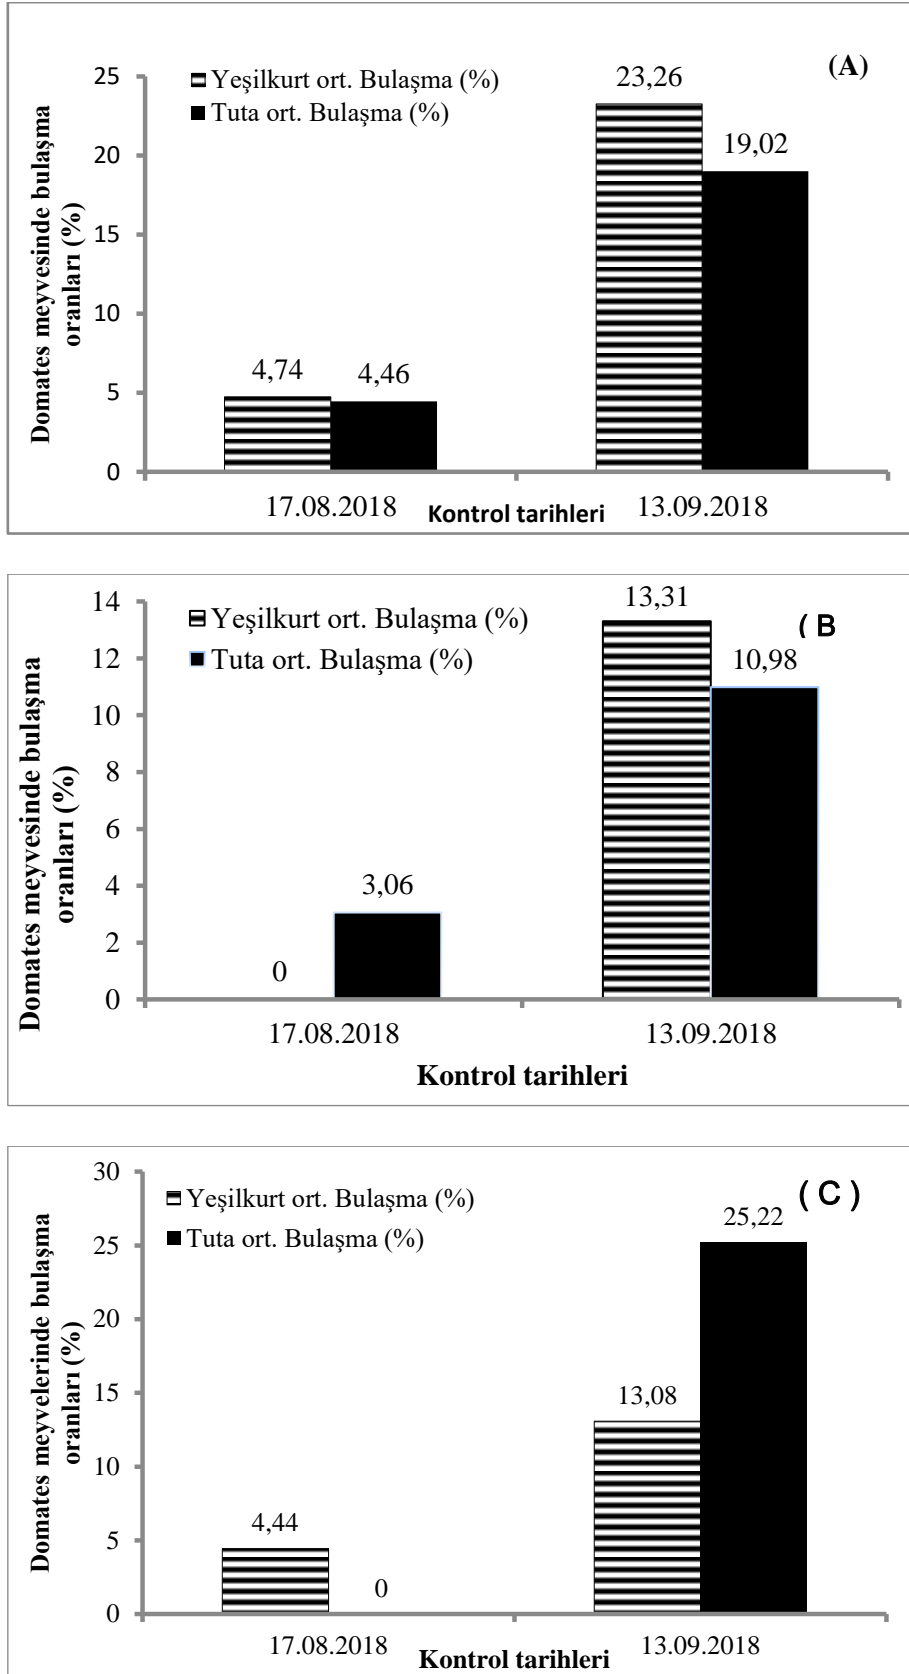 (A)
Yeşilkurt ort. Bulaşma (%)
Tuta ort. Bulaşma (%)
Domates meyvesinde bulaşma
oranları (%)
25
20
15
10
5
0
4,74
4,46
23,26
19,02
17.08.2018
13.09.2018
Kontrol tarihleri
( B
Yeşilkurt ort. Bulaşma (%)
Tuta ort. Bulaşma (%)
Domates meyvesinde bulaşma
oranları (%)
14
12
10
8
6
4
2
0
0
3,06
13,31
10,98
17.08.2018
13.09.2018
Kontrol tarihleri
( C )
Yeşilkurt ort. Bulaşma (%)
Tuta ort. Bulaşma (%)
Domates meyvelerinde bulaşma
oranları (%)
30
25
20
15
10
5
0
4,44
0
13,08
25,22
17.08.2018
13.09.2018
Kontrol tarihleri